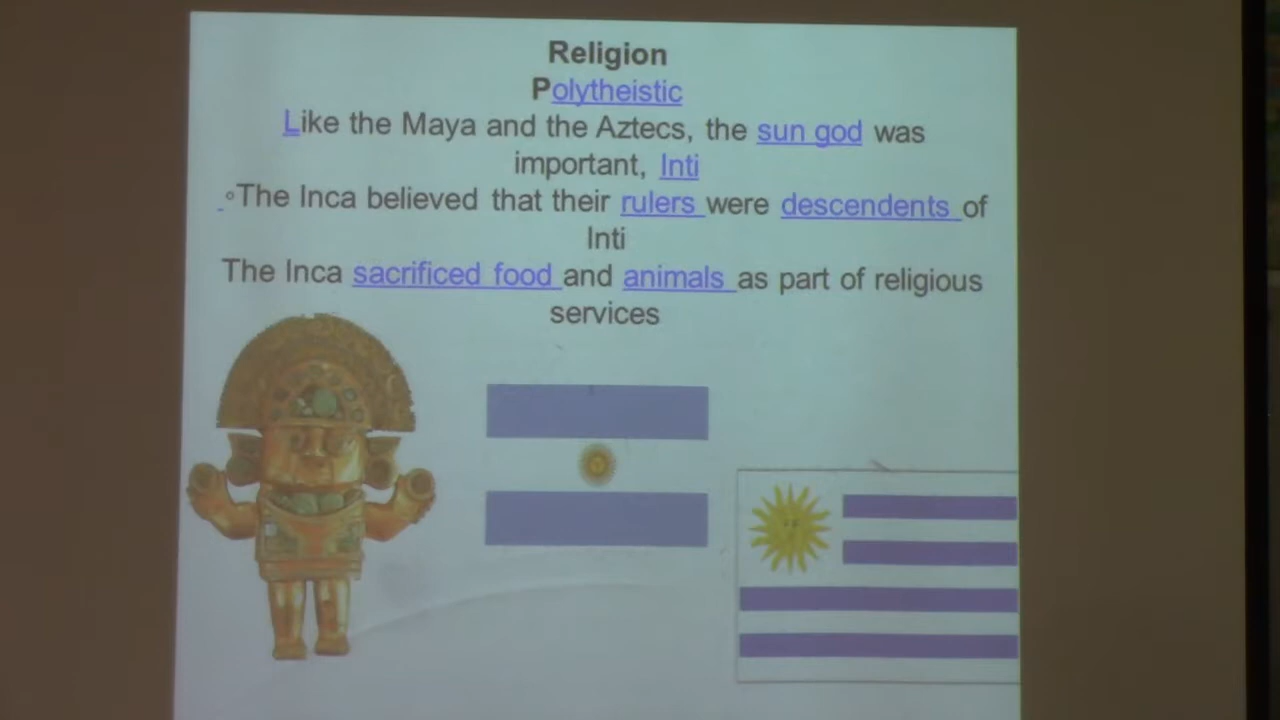 Religion
Polytheistic
Like the Maya and the Aztecs, the sun god was
important, Inti
°The Inca believed that their rulers were descendents of
Inti
The Inca sacrificed food and animals as part of religious
services